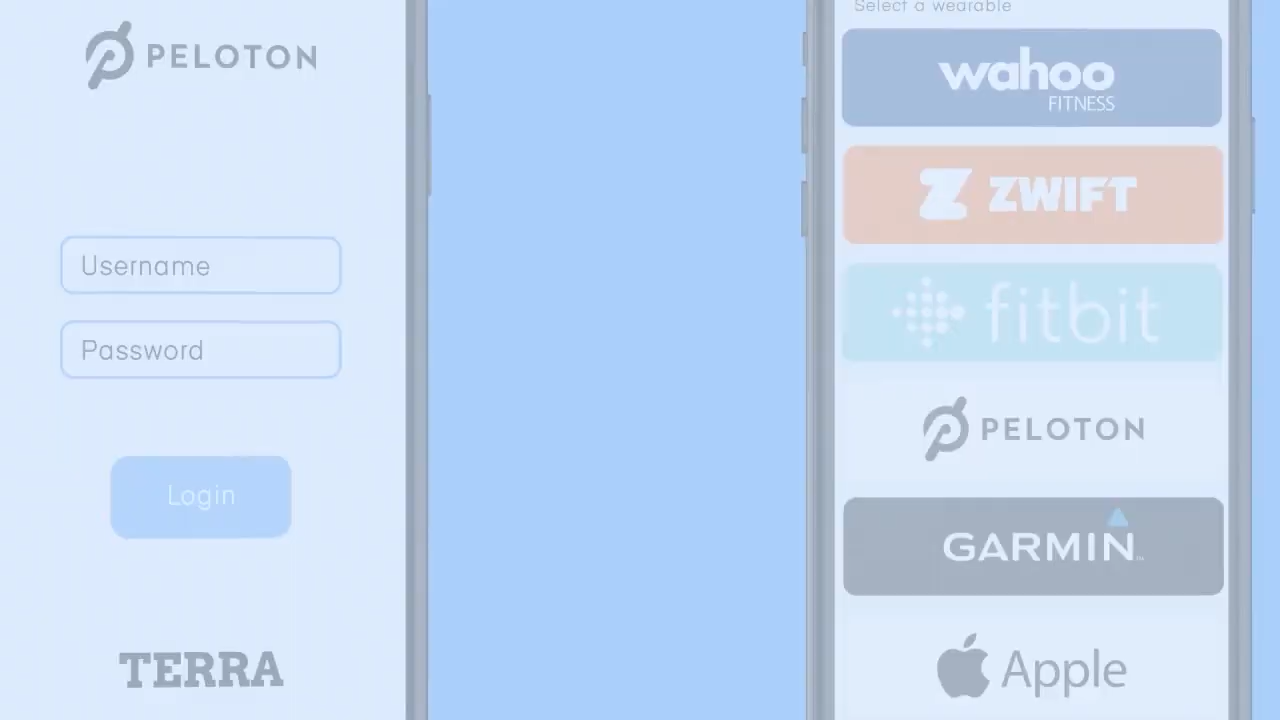 PELOTON
Username
Password
Login
TERRA
Select a wearable
wahoo
FITNESS
ZWIFT
fitbit
PELOTON
GARMIN
Apple